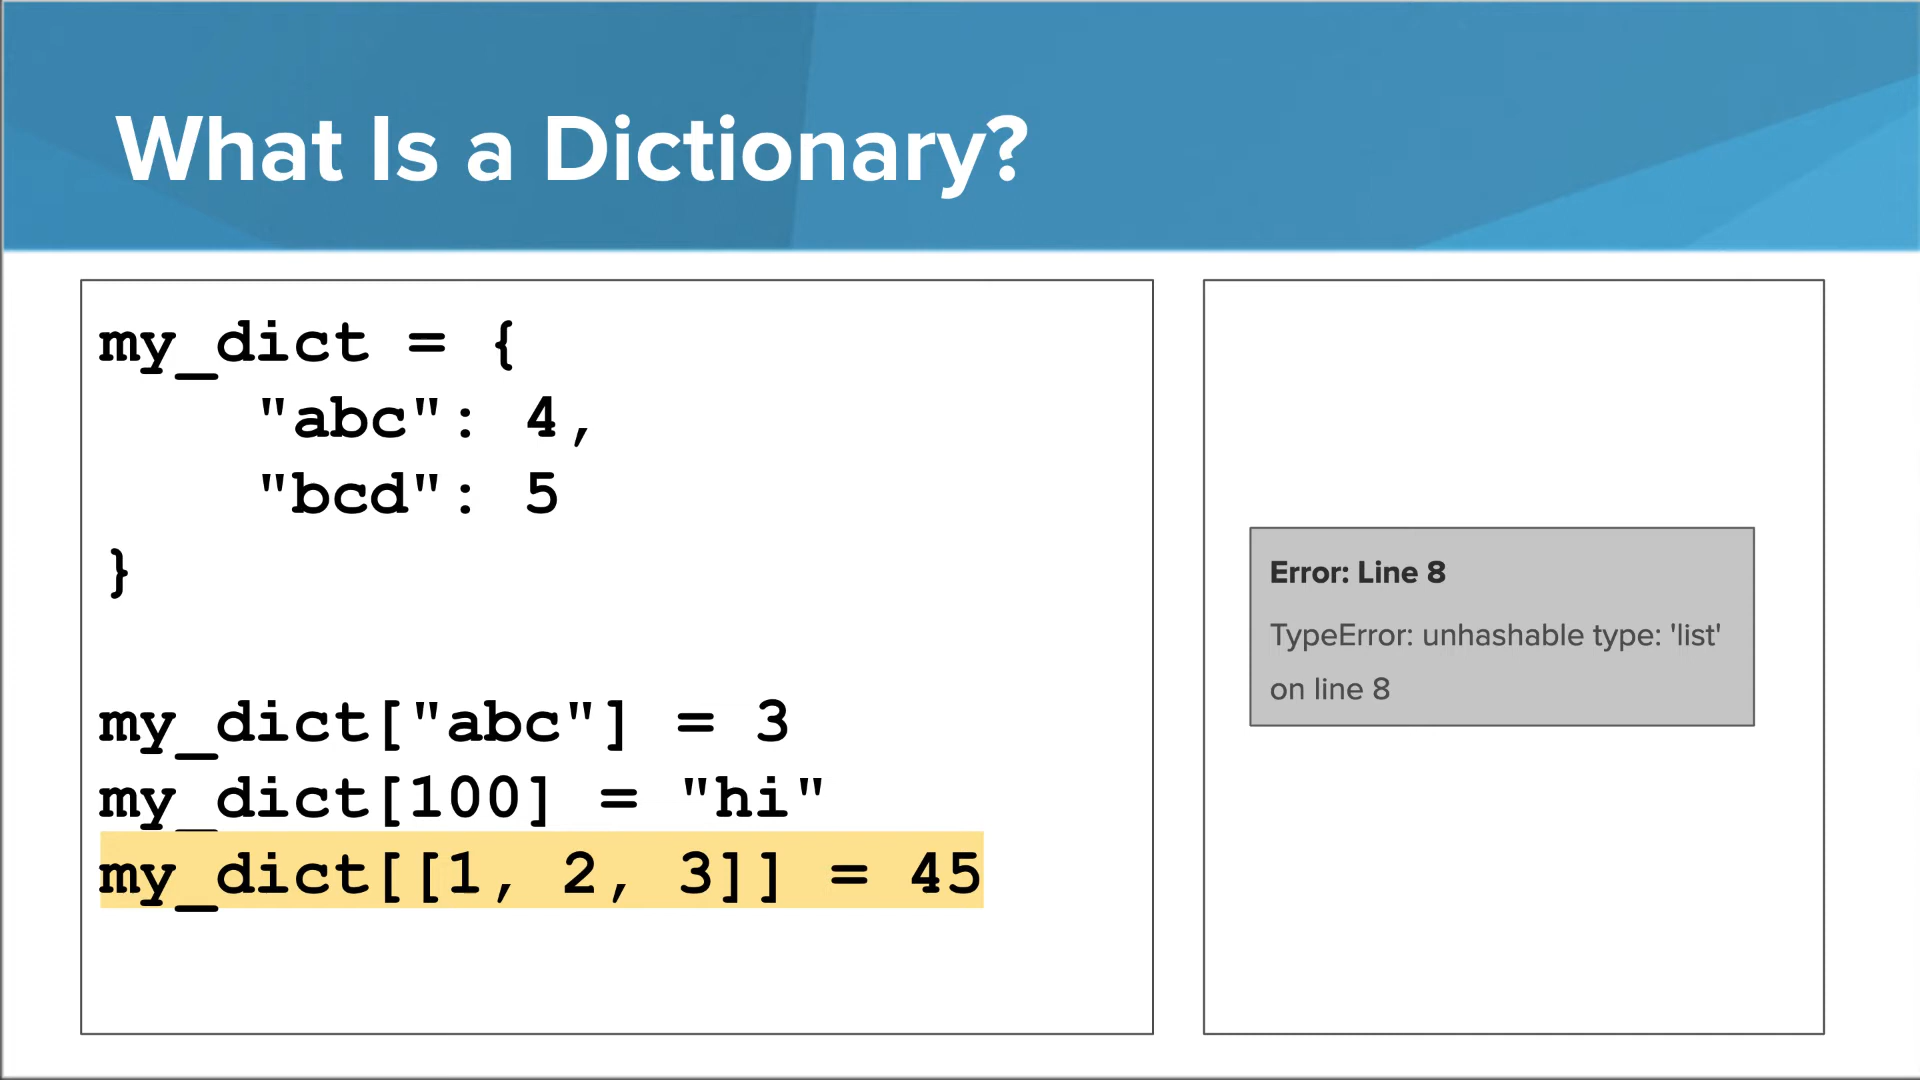 What Is a Dictionary?
my_dict = {
    "abc": 4,
    "bcd": 5
}
my_dict["abc"] = 3
my_dict[100] = "hi"
my_dict[[1, 2, 3]] = 45
Error: Line 8
TypeError: unhashable type: 'list'
on line 8